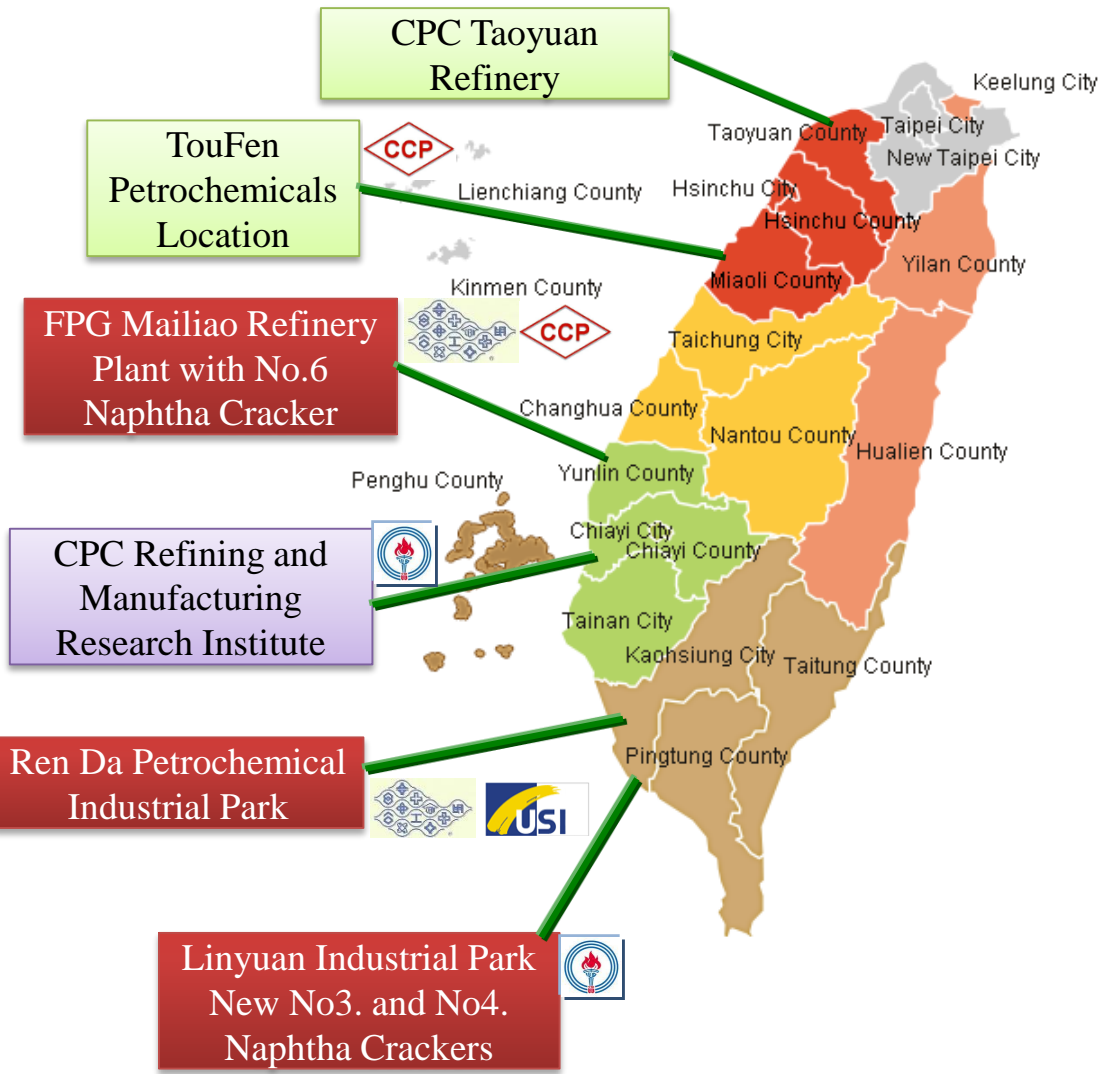 CPC Taoyuan
Refinery
Keelung City
Taoyuan County
Taipei City
New Taipei City
TouFen
Petrochemicals
Location
CCP
Lienchiang County
Hsinchu City
Hsinchu County
Yilan County
Miaoli County
Kinmen County
FPG Mailiao Refinery
Plant with No.6
Naphtha Cracker
CCP
Taichung City
Changhua County
Nantou County
Hualien County
Penghu County
Yunlin County
CPC Refining and
Manufacturing
Research Institute
Chiayi City
Chiayi County
Tainan City
Kaohsiung City
Taitung County
Ren Da Petrochemical
Industrial Park
USI
Pingtung County
Linyuan Industrial Park
New No3. and No4.
Naphtha Crackers